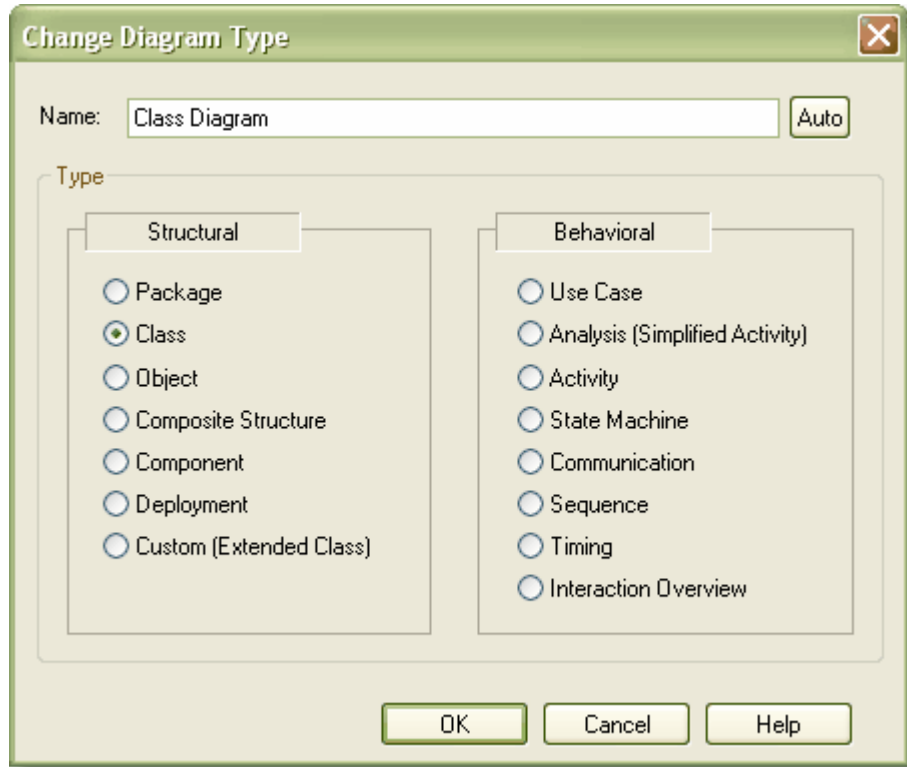 Change Diagram Type
Name: Class Diagram Auto
Type
Structural
Package
Class
Object
Composite Structure
Component
Deployment
Custom (Extended Class)
Behavioral
Use Case
Analysis (Simplified Activity)
Activity
State Machine
Communication
Sequence
Timing
Interaction Overview
OK Cancel Help